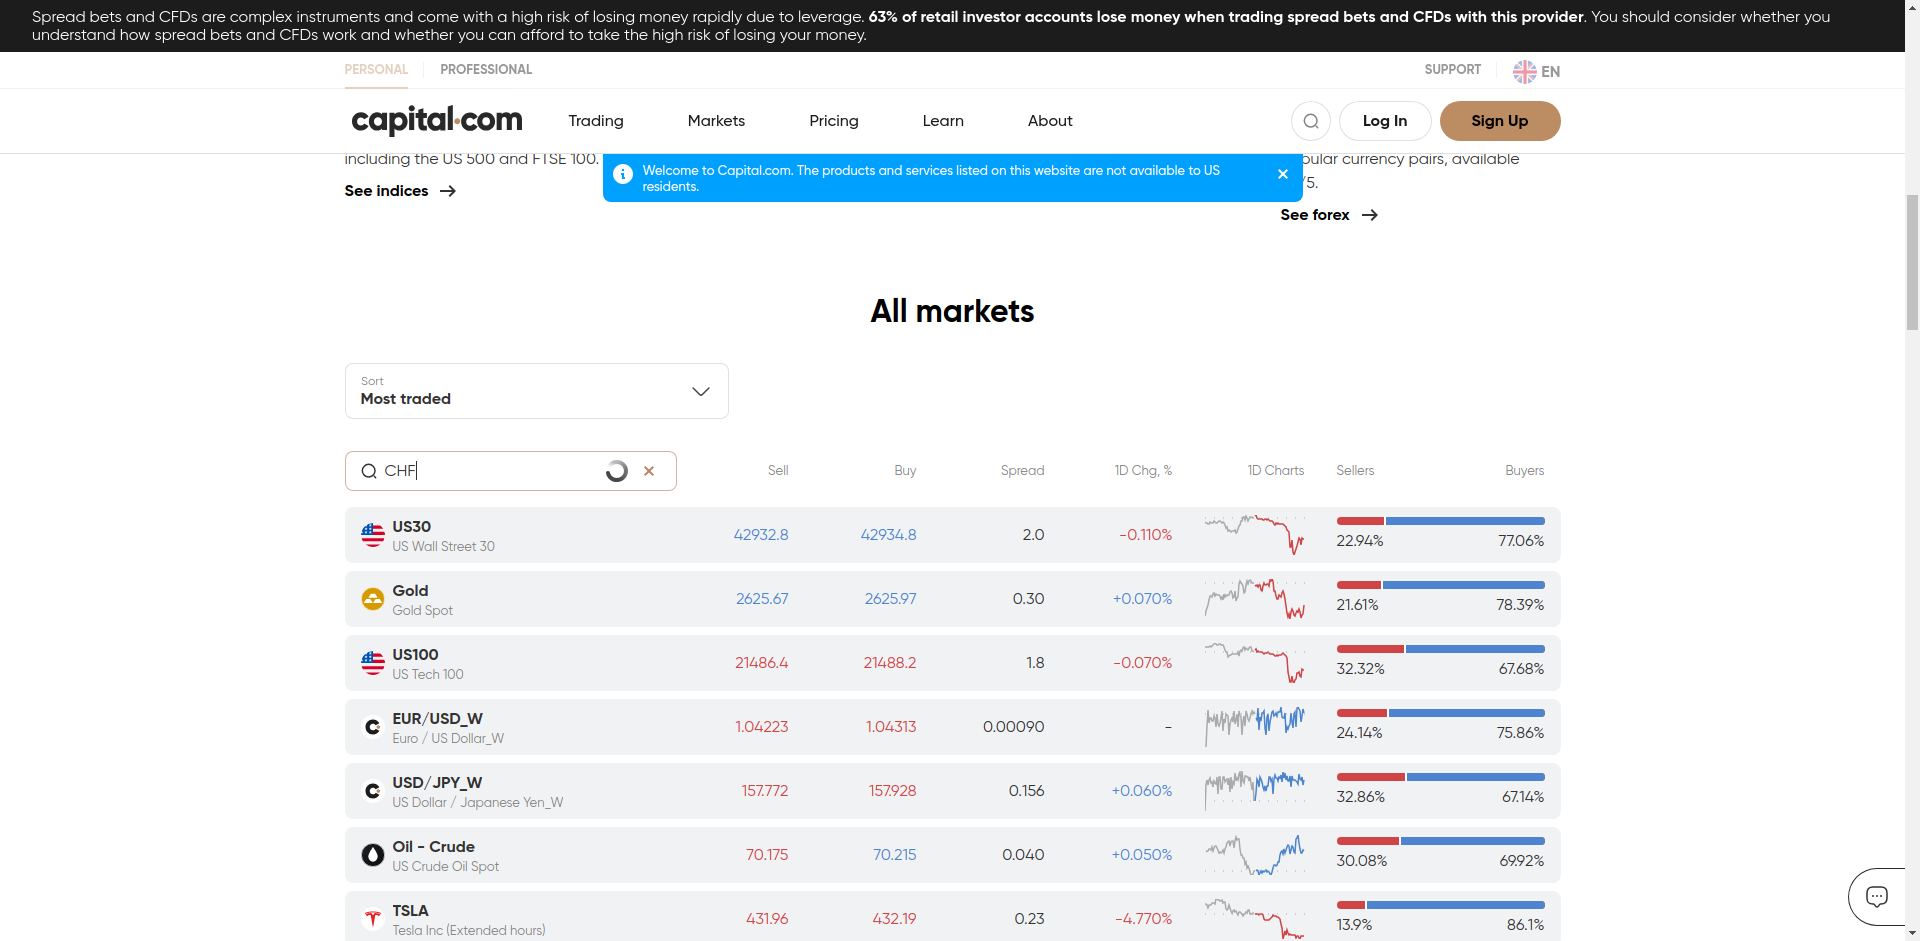 Spread bets and CFDs are complex instruments and come with a high risk of losing money rapidly due to leverage. 63% of retail investor accounts lose money when trading spread bets and CFDs with this provider. You should consider whether you
understand how spread bets and CFDs work and whether you can afford to take the high risk of losing your money.
PERSONAL PROFESSIONAL SUPPORT EN
capital.com Trading Markets Pricing Learn About Log In Sign Up
including the US 500 and FTSE 100.
Welcome to Capital.com. The products and services listed on this website are not available to US
residents.
pular currency pairs, available
/5.
See indices
See forex
All markets
Sort
Most traded
CHF Sell Buy Spread 1D Chg, % 1D Charts Sellers Buyers
US30
US Wall Street 30
42932.8 42934.8 2.0 -0.110% 22.94% 77.06%
Gold
Gold Spot
2625.67 2625.97 0.30 +0.070% 21.61% 78.39%
US100
US Tech 100
21486.4 21488.2 1.8 -0.070% 32.32% 67.68%
EUR/USD_W
Euro / US Dollar_W
1.04223 1.04313 0.00090 - 24.14% 75.86%
USD/JPY_W
US Dollar / Japanese Yen_W
157.772 157.928 0.156 +0.060% 32.86% 67.14%
Oil - Crude
US Crude Oil Spot
70.175 70.215 0.040 +0.050% 30.08% 69.92%
TSLA
Tesla Inc (Extended hours)
431.96 432.19 0.23 -4.770% 13.9% 86.1%